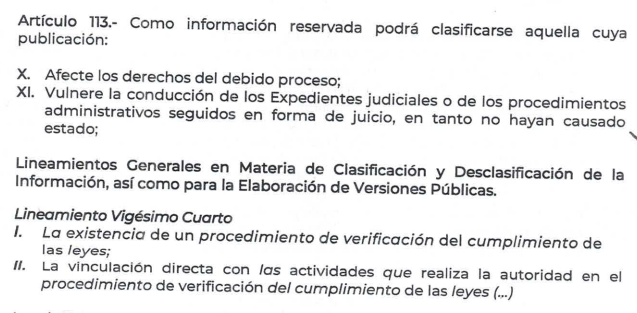 Artículo 113.- Como información reservada podrá clasificarse aquella cuya
publicación:
X. Afecte los derechos del debido proceso;
XI. Vulnere la conducción de los Expedientes judiciales o de los procedimientos
administrativos seguidos en forma de juicio, en tanto no hayan causado
estado;
Lineamientos Generales en Materia de Clasificación y Desclasificación de la
Información, así como para la Elaboración de Versiones Públicas.
Lineamiento Vigésimo Cuarto
I. La existencia de un procedimiento de verificación del cumplimiento de
las leyes;
II. La vinculación directa con las actividades que realiza la autoridad en el
procedimiento de verificación del cumplimiento de las leyes (...)